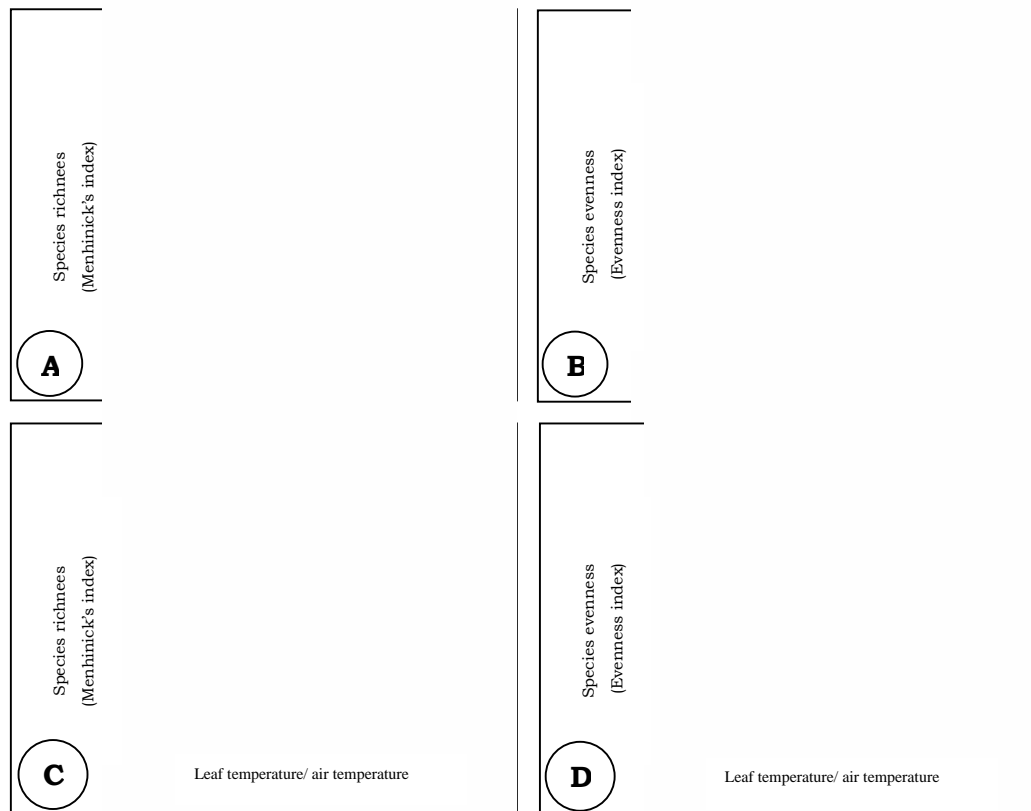 Species richnees
(Menhinick's index)
A
Species evenness
(Evenness index)
B
Species richnees
(Menhinick's index)
C
Leaf temperature/ air temperature
Species evenness
(Evenness index)
D
Leaf temperature/ air temperature